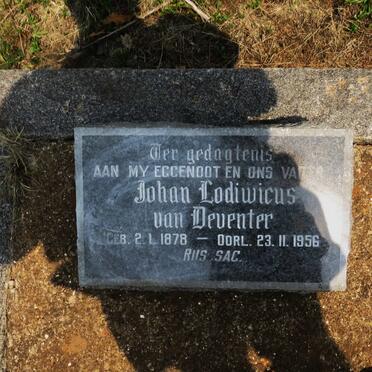 Ter gedagtenis
AAN MY EGGENOOT EN ONS VADER
Johan Lodiwicus
van Deventer
GEB. 2.1.1878 — OORL. 23.11.1956
RUS SAG.